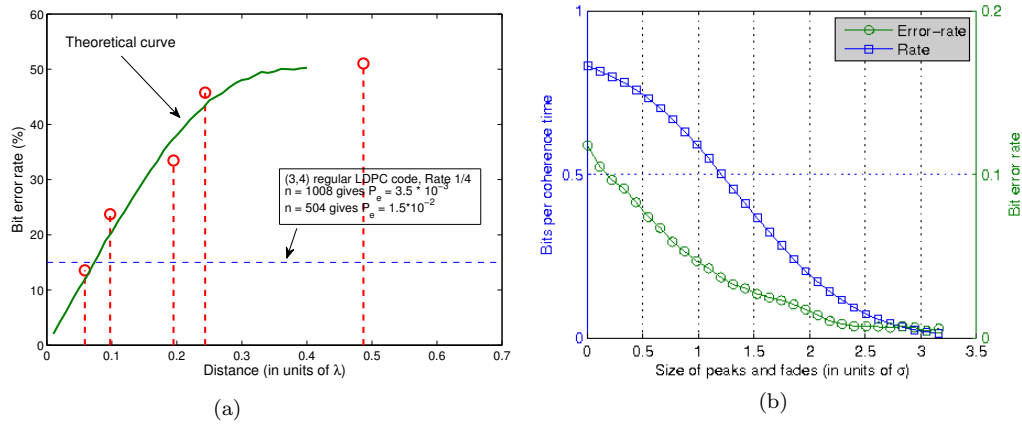 60
50
40
30
20
10
0
Bit error rate (%)
Theoretical curve
(3,4) regular LDPC code, Rate 1/4
n = 1008 gives P_e = 3.5 * 10^-3
n = 504 gives P_e = 1.5*10^-2
0 0.1 0.2 0.3 0.4 0.5 0.6 0.7
Distance (in units of λ)
(a)
1
0.5
0
Bits per coherence time
Error-rate
Rate
0.2
0.1
0
Bit error rate
0 0.5 1 1.5 2 2.5 3 3.5
Size of peaks and fades (in units of σ)
(b)